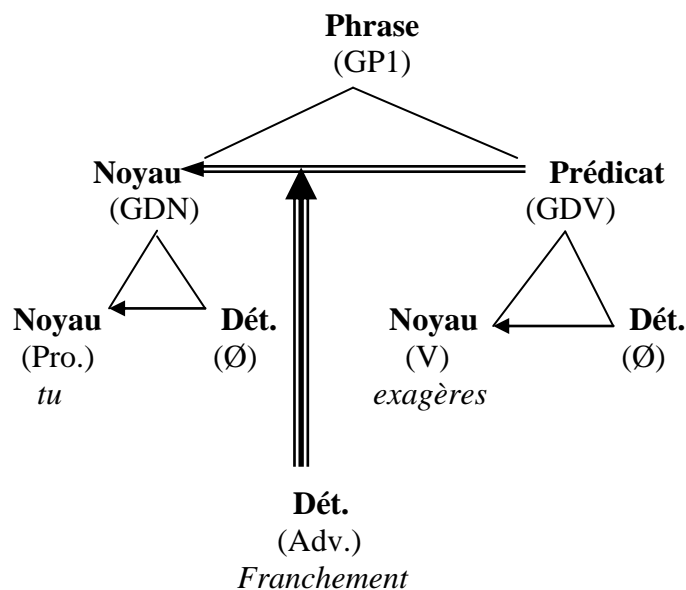 Phrase
(GP1)
Noyau Prédicat
(GDN) (GDV)
Noyau Dét. Noyau Dét.
(Pro.) (Ø) (V) (Ø)
tu exagères
Dét.
(Adv.)
Franchement